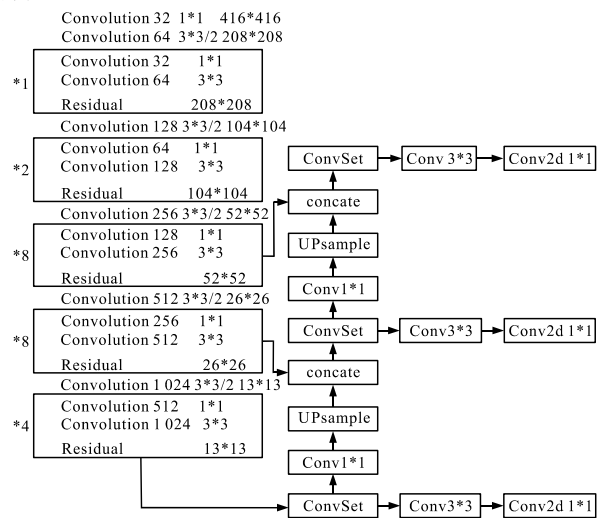 Convolution 32 1*1 416*416
Convolution 64 3*3/2 208*208
*1
Convolution 32 1*1
Convolution 64 3*3
Residual 208*208
Convolution 128 3*3/2 104*104
*2
Convolution 64 1*1
Convolution 128 3*3
Residual 104*104
Convolution 256 3*3/2 52*52
*8
Convolution 128 1*1
Convolution 256 3*3
Residual 52*52
Convolution 512 3*3/2 26*26
*8
Convolution 256 1*1
Convolution 512 3*3
Residual 26*26
Convolution 1 024 3*3/2 13*13
*4
Convolution 512 1*1
Convolution 1 024 3*3
Residual 13*13
ConvSet Conv 3*3 Conv2d 1*1
concate
UPsample
Conv1*1
ConvSet Conv3*3 Conv2d 1*1
concate
UPsample
Conv1*1
ConvSet Conv3*3 Conv2d 1*1